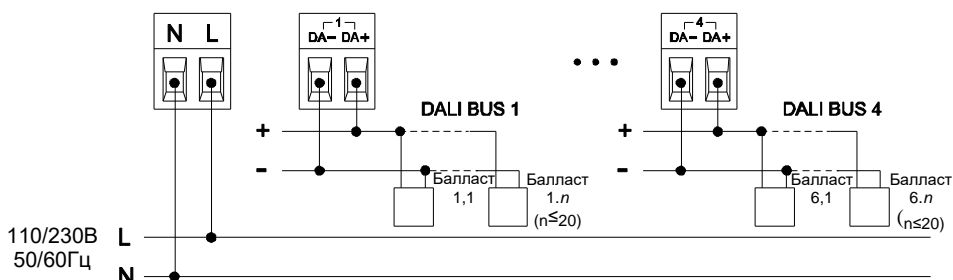 N L
1
DA- DA+
4
DA- DA+
DALI BUS 1
DALI BUS 4
+
-
+
-
Балласт
1,1
Балласт
1.n
(n≤20)
Балласт
6,1
Балласт
6.n
(n≤20)
110/230В
50/60Гц
L
N